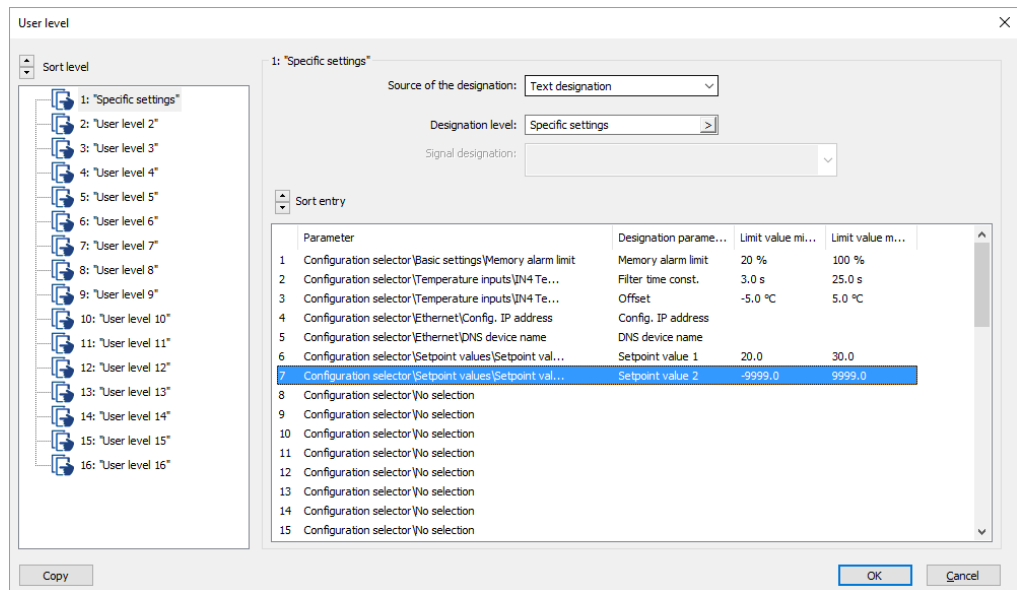 User level
Sort level
1: "Specific settings"
2: "User level 2"
3: "User level 3"
4: "User level 4"
5: "User level 5"
6: "User level 6"
7: "User level 7"
8: "User level 8"
9: "User level 9"
10: "User level 10"
11: "User level 11"
12: "User level 12"
13: "User level 13"
14: "User level 14"
15: "User level 15"
16: "User level 16"
1: "Specific settings"
Source of the designation: Text designation
Designation level: Specific settings >
Signal designation:
Sort entry
Parameter Designation parame... Limit value mi... Limit value m...
1 Configuration selector\Basic settings\Memory alarm limit Memory alarm limit 20 % 100 %
2 Configuration selector\Temperature inputs\IN4 Te... Filter time const. 3.0 s 25.0 s
3 Configuration selector\Temperature inputs\IN4 Te... Offset -5.0 °C 5.0 °C
4 Configuration selector\Ethernet\Config. IP address Config. IP address
5 Configuration selector\Ethernet\DNS device name DNS device name
6 Configuration selector\Setpoint values\Setpoint val... Setpoint value 1 20.0 30.0
7 Configuration selector\Setpoint values\Setpoint val... Setpoint value 2 -9999.0 9999.0
8 Configuration selector\No selection
9 Configuration selector\No selection
10 Configuration selector\No selection
11 Configuration selector\No selection
12 Configuration selector\No selection
13 Configuration selector\No selection
14 Configuration selector\No selection
15 Configuration selector\No selection
Copy OK Cancel